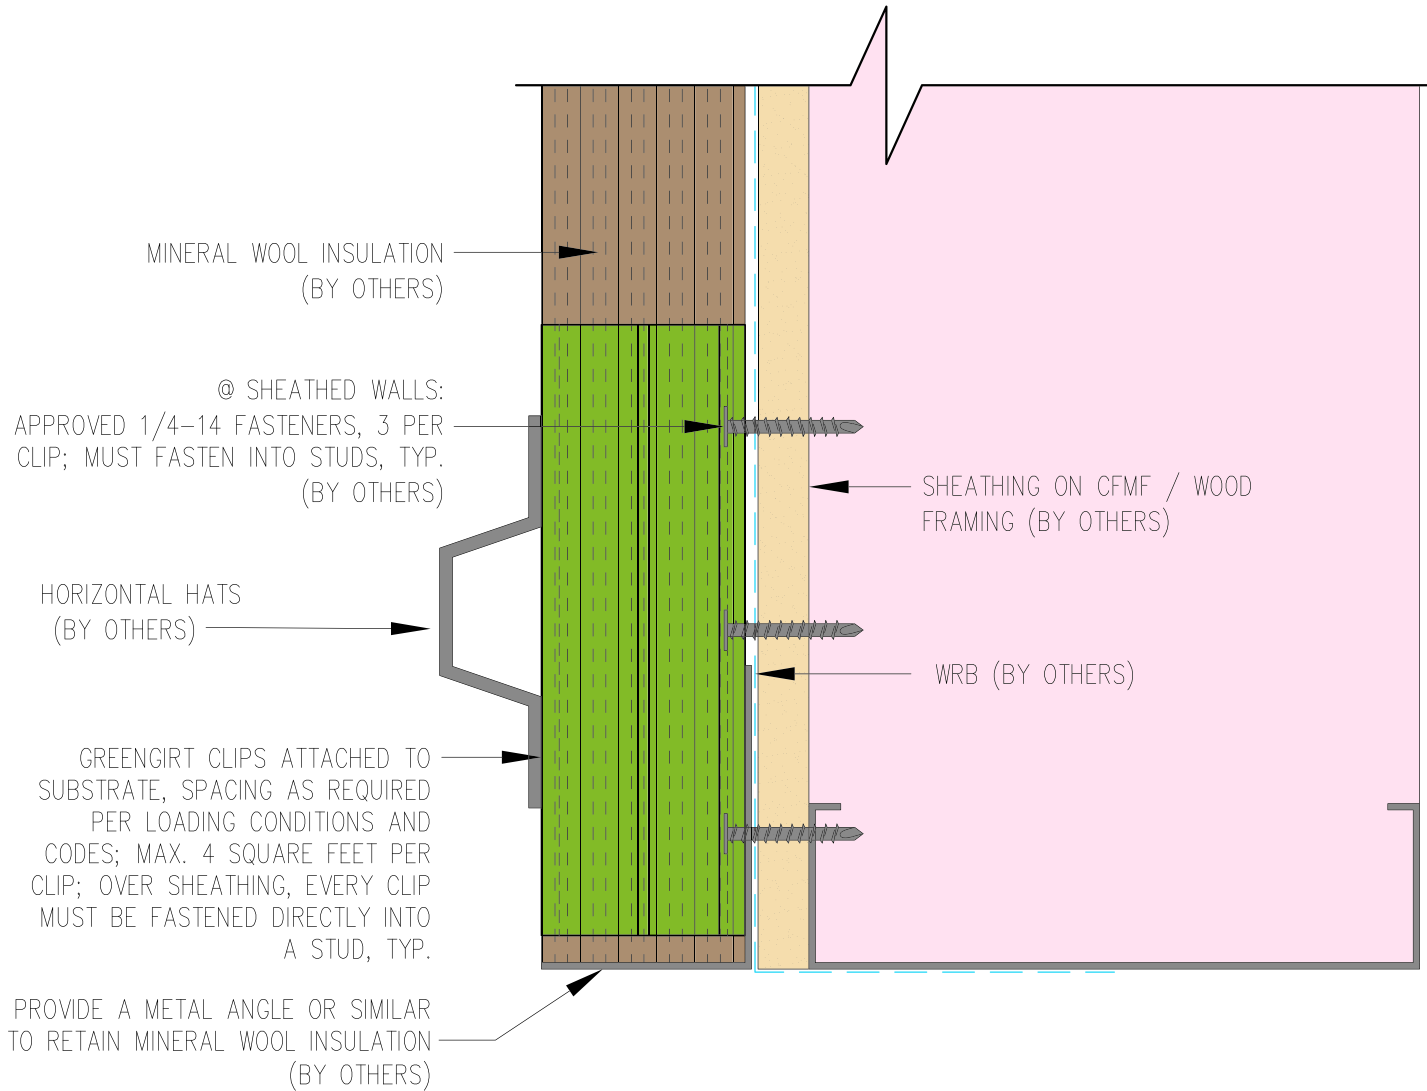 MINERAL WOOL INSULATION
(BY OTHERS)
@ SHEATHED WALLS:
APPROVED 1/4-14 FASTENERS, 3 PER
CLIP; MUST FASTEN INTO STUDS, TYP.
(BY OTHERS)
SHEATHING ON CFMF / WOOD
FRAMING (BY OTHERS)
HORIZONTAL HATS
(BY OTHERS)
WRB (BY OTHERS)
GREENGIRT CLIPS ATTACHED TO
SUBSTRATE, SPACING AS REQUIRED
PER LOADING CONDITIONS AND
CODES; MAX. 4 SQUARE FEET PER
CLIP; OVER SHEATHING, EVERY CLIP
MUST BE FASTENED DIRECTLY INTO
A STUD, TYP.
PROVIDE A METAL ANGLE OR SIMILAR
TO RETAIN MINERAL WOOL INSULATION
(BY OTHERS)